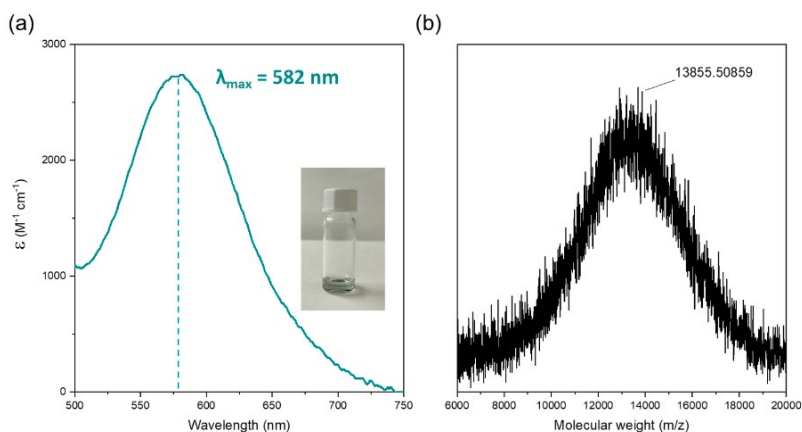 (a)
3000
2000
1000
0
ε (M⁻¹ cm⁻¹)
λmax = 582 nm
500 550 600 650 700 750
Wavelength (nm)
(b)
13855.50859
6000 8000 10000 12000 14000 16000 18000 20000
Molecular weight (m/z)